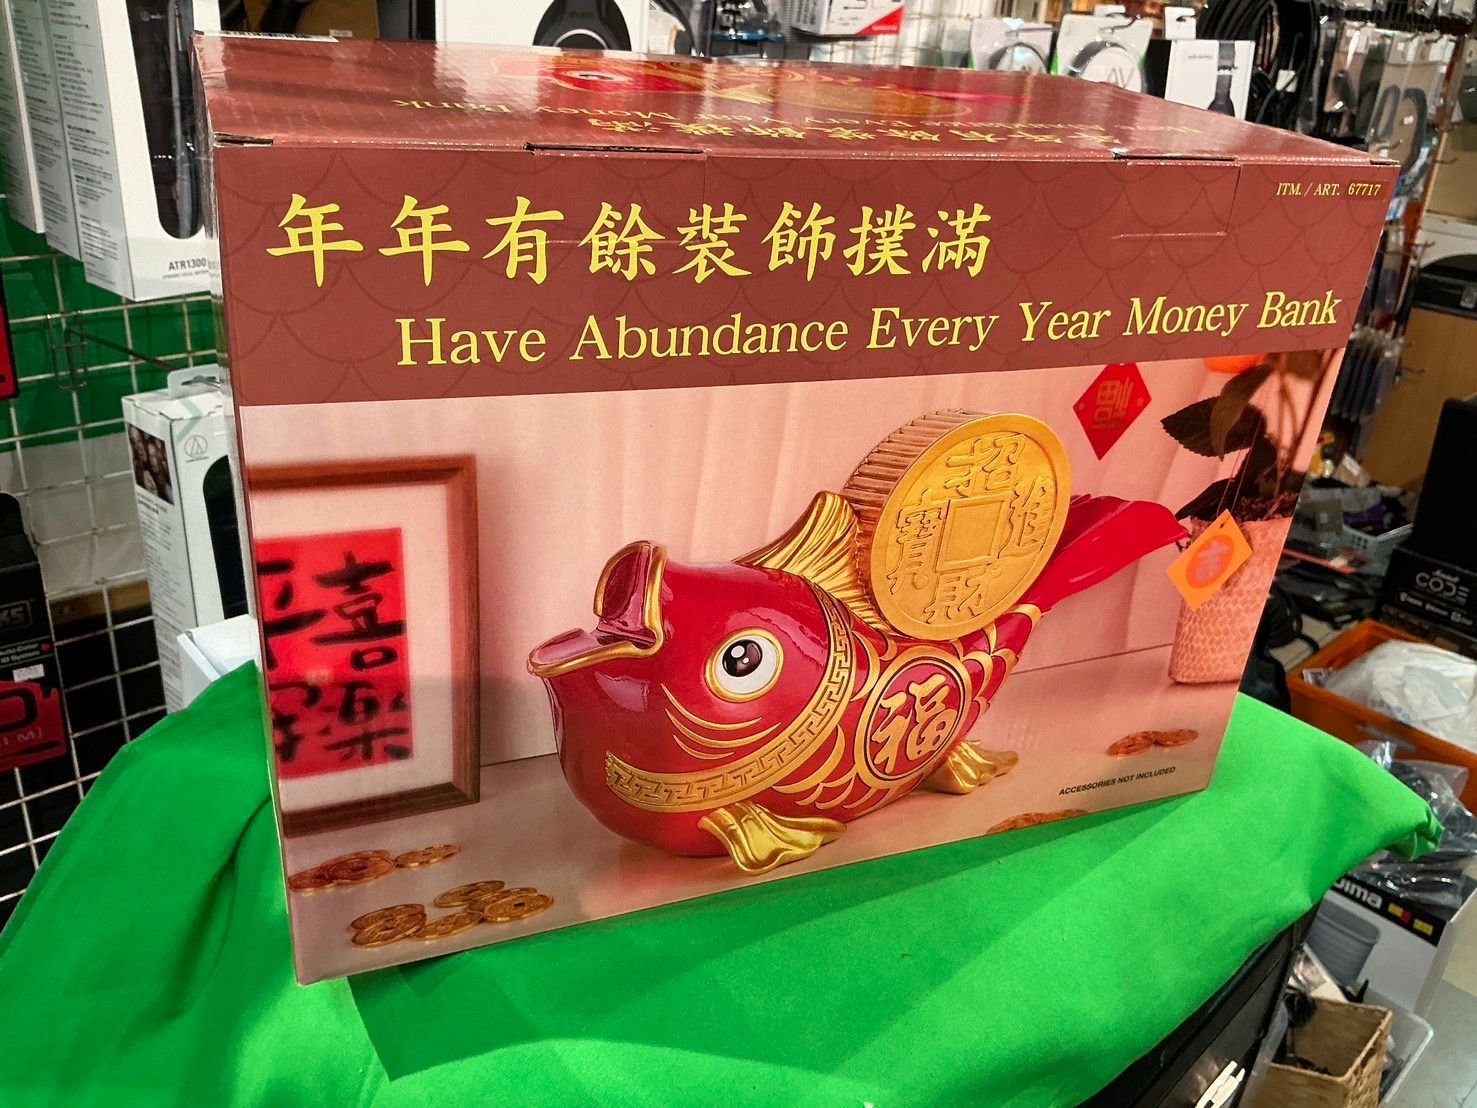 年年有餘裝飾撲滿
Have Abundance Every Year Money Bank
ITM. / ART. 67717
招
進
寶
財
福
喜
樂
ACCESSORIES NOT INCLUDED
ATR1300
CODE